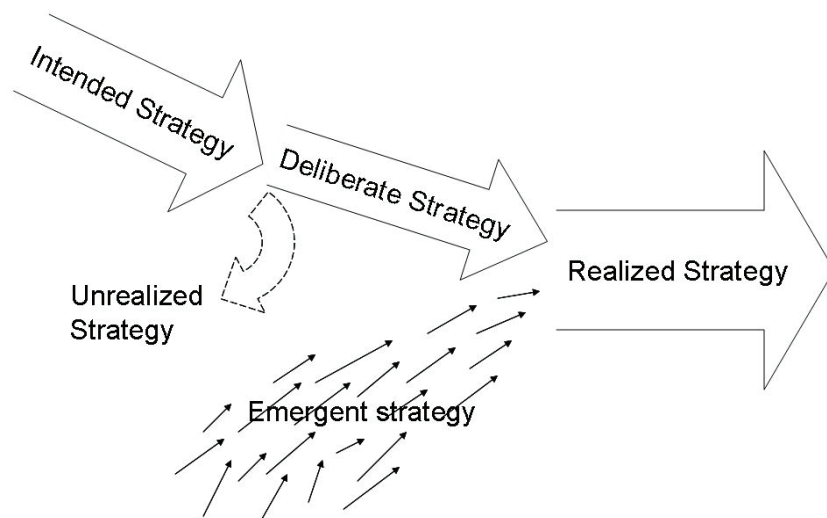 Intended Strategy
Deliberate Strategy
Realized Strategy
Unrealized
Strategy
Emergent strategy